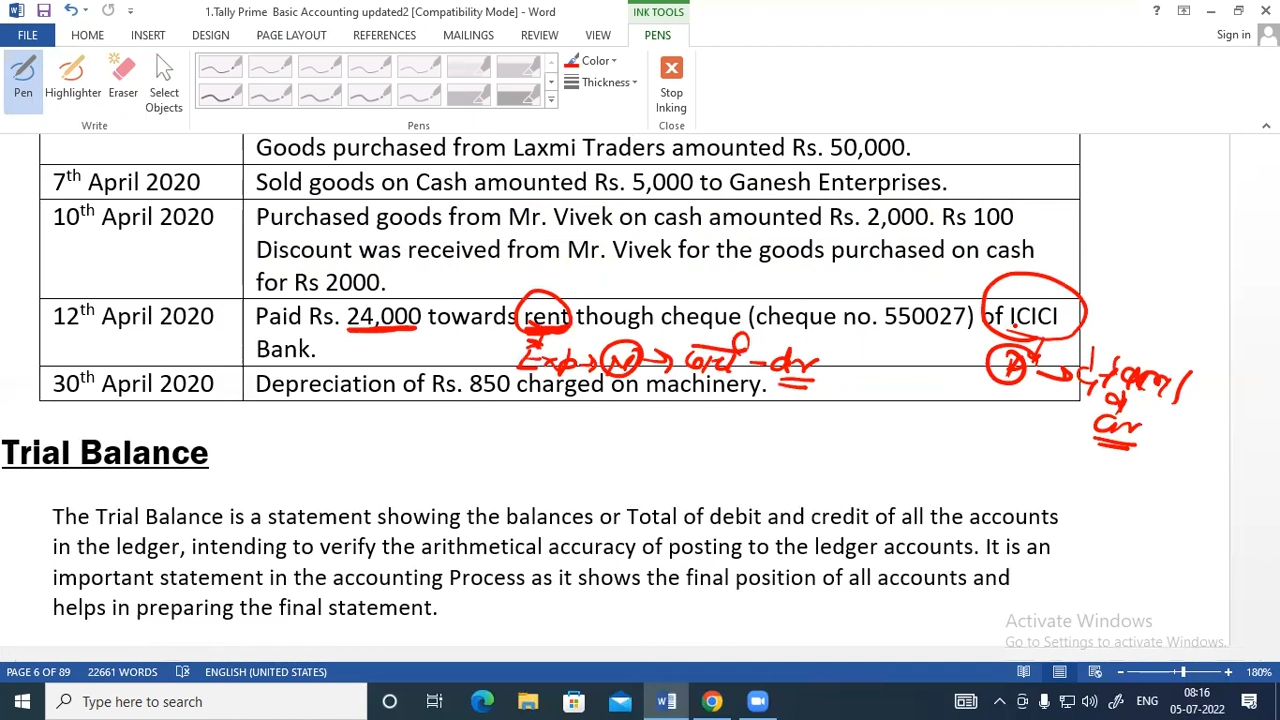 1.Tally Prime Basic Accounting updated2 [Compatibility Mode] - Word
INK TOOLS
FILE HOME INSERT DESIGN PAGE LAYOUT REFERENCES MAILINGS REVIEW VIEW PENS Sign in
Pen Highlighter Eraser Select Objects
Color
Thickness
Stop Inking
Write Pens Close
Goods purchased from Laxmi Traders amounted Rs. 50,000.
7th April 2020 Sold goods on Cash amounted Rs. 5,000 to Ganesh Enterprises.
10th April 2020 Purchased goods from Mr. Vivek on cash amounted Rs. 2,000. Rs 100
Discount was received from Mr. Vivek for the goods purchased on cash
for Rs 2000.
12th April 2020 Paid Rs. 24,000 towards rent though cheque (cheque no. 550027) of ICICI
Bank.
Exp → N → - dr
P →
Cr
30th April 2020 Depreciation of Rs. 850 charged on machinery.
Trial Balance
The Trial Balance is a statement showing the balances or Total of debit and credit of all the accounts
in the ledger, intending to verify the arithmetical accuracy of posting to the ledger accounts. It is an
important statement in the accounting Process as it shows the final position of all accounts and
helps in preparing the final statement.
Activate Windows
Go to Settings to activate Windows.
PAGE 6 OF 89 22661 WORDS ENGLISH (UNITED STATES) 180%
Type here to search
ENG
08:16
05-07-2022